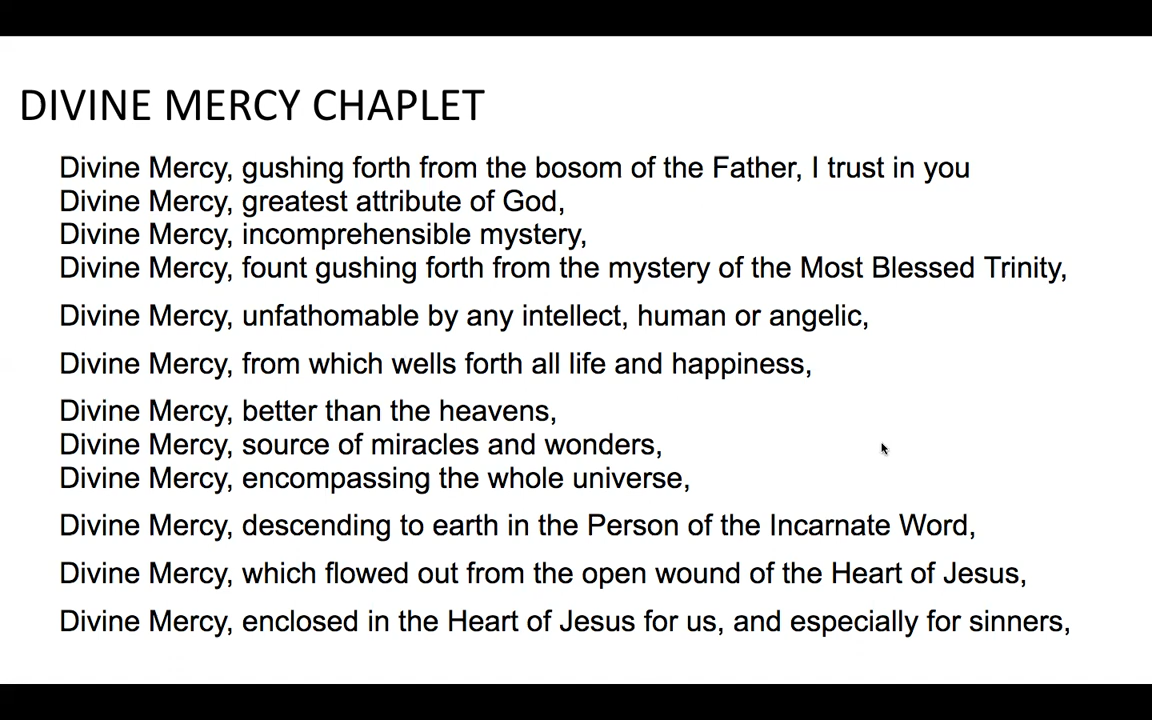 DIVINE MERCY CHAPLET
Divine Mercy, gushing forth from the bosom of the Father, I trust in you
Divine Mercy, greatest attribute of God,
Divine Mercy, incomprehensible mystery,
Divine Mercy, fount gushing forth from the mystery of the Most Blessed Trinity,
Divine Mercy, unfathomable by any intellect, human or angelic,
Divine Mercy, from which wells forth all life and happiness,
Divine Mercy, better than the heavens,
Divine Mercy, source of miracles and wonders,
Divine Mercy, encompassing the whole universe,
Divine Mercy, descending to earth in the Person of the Incarnate Word,
Divine Mercy, which flowed out from the open wound of the Heart of Jesus,
Divine Mercy, enclosed in the Heart of Jesus for us, and especially for sinners,